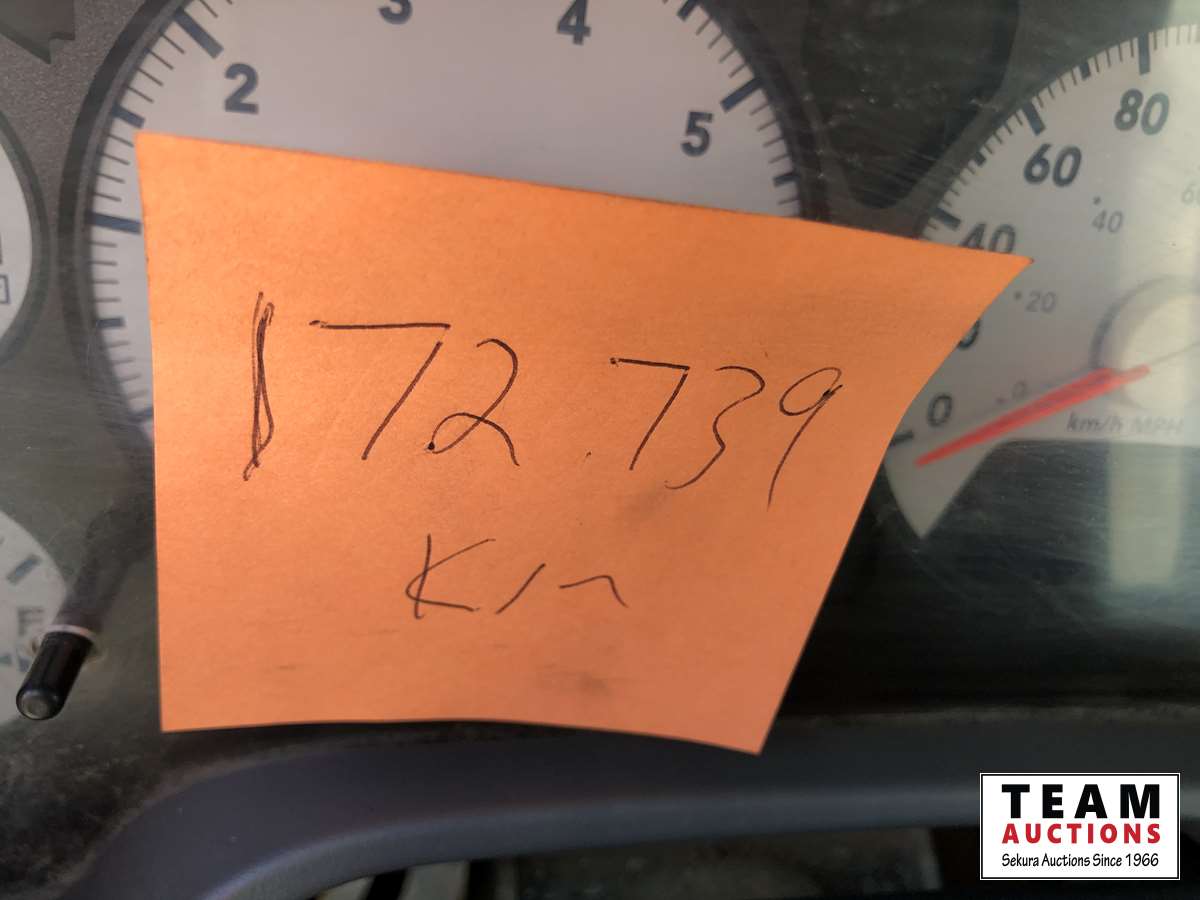 3 4
2 5
80
60
40 40
20
0 0
km/h MPH
F
172.739
Km
TEAM
AUCTIONS
Sekura Auctions Since 1966